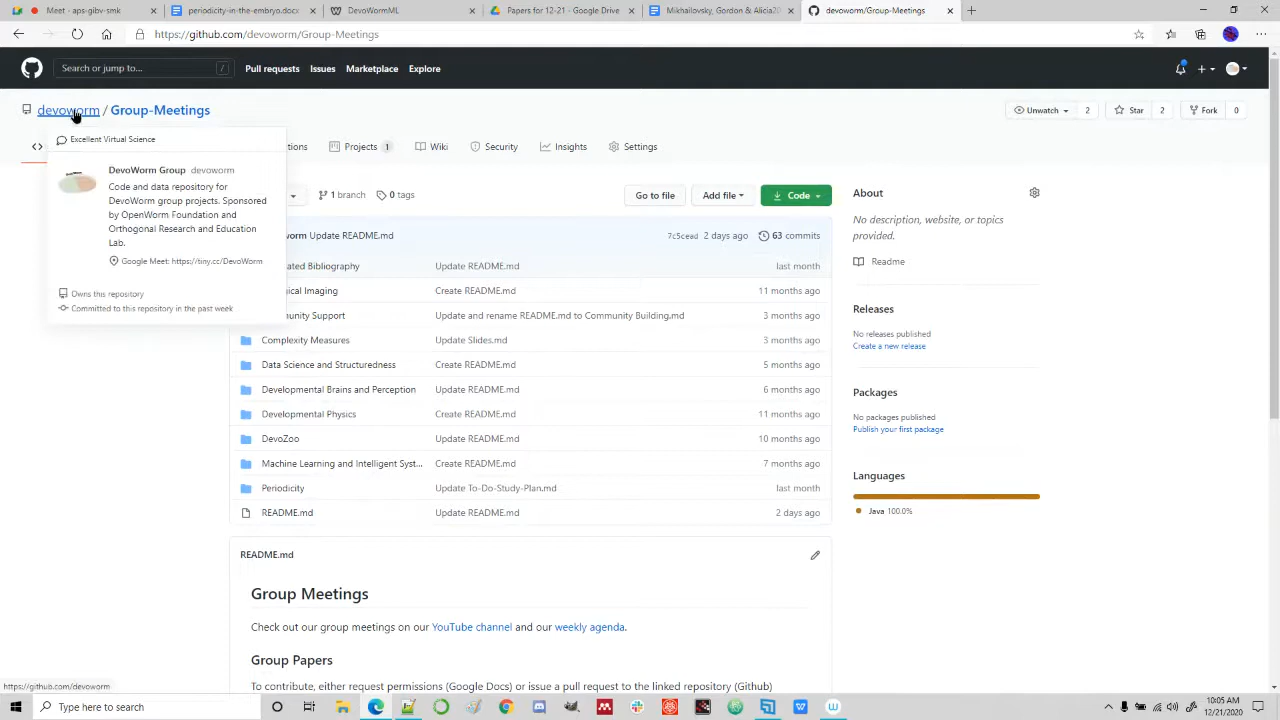 Meet - aps-gibv-smb
periodicity-in-the-embryo.docx
DevoWormML
Papers for 12-21 - Google Drive
Mikhailovsky, Gordon & Alicia20
devoworm/Group-Meetings
https://github.com/devoworm/Group-Meetings
Search or jump to...
/
Pull requests
Issues
Marketplace
Explore
devoworm / Group-Meetings
Unwatch
2
Star
2
Fork
0
Excellent Virtual Science
DevoWorm Group devoworm
Code and data repository for
DevoWorm group projects. Sponsored
by OpenWorm Foundation and
Orthogonal Research and Education
Lab.
Google Meet: https://tiny.cc/DevoWorm
Owns this repository
Committed to this repository in the past week
tions
Projects 1
Wiki
Security
Insights
Settings
1 branch
0 tags
Go to file
Add file
Code
worm Update README.md
7c5cead 2 days ago
63 commits
ated Bibliography Update README.md last month
ical Imaging Create README.md 11 months ago
unity Support Update and rename README.md to Community Building.md 3 months ago
Complexity Measures Update Slides.md 3 months ago
Data Science and Structuredness Create README.md 5 months ago
Developmental Brains and Perception Update README.md 6 months ago
Developmental Physics Create README.md 11 months ago
DevoZoo Update README.md 10 months ago
Machine Learning and Intelligent Syst... Create README.md 7 months ago
Periodicity Update To-Do-Study-Plan.md last month
README.md Update README.md 2 days ago
About
No description, website, or topics
provided.
Readme
Releases
No releases published
Create a new release
Packages
No packages published
Publish your first package
Languages
Java 100.0%
README.md
Group Meetings
Check out our group meetings on our YouTube channel and our weekly agenda.
Group Papers
To contribute, either request permissions (Google Docs) or issue a pull request to the linked repository (Github)
https://github.com/devoworm
Type here to search
10:05 AM
12/21/2020